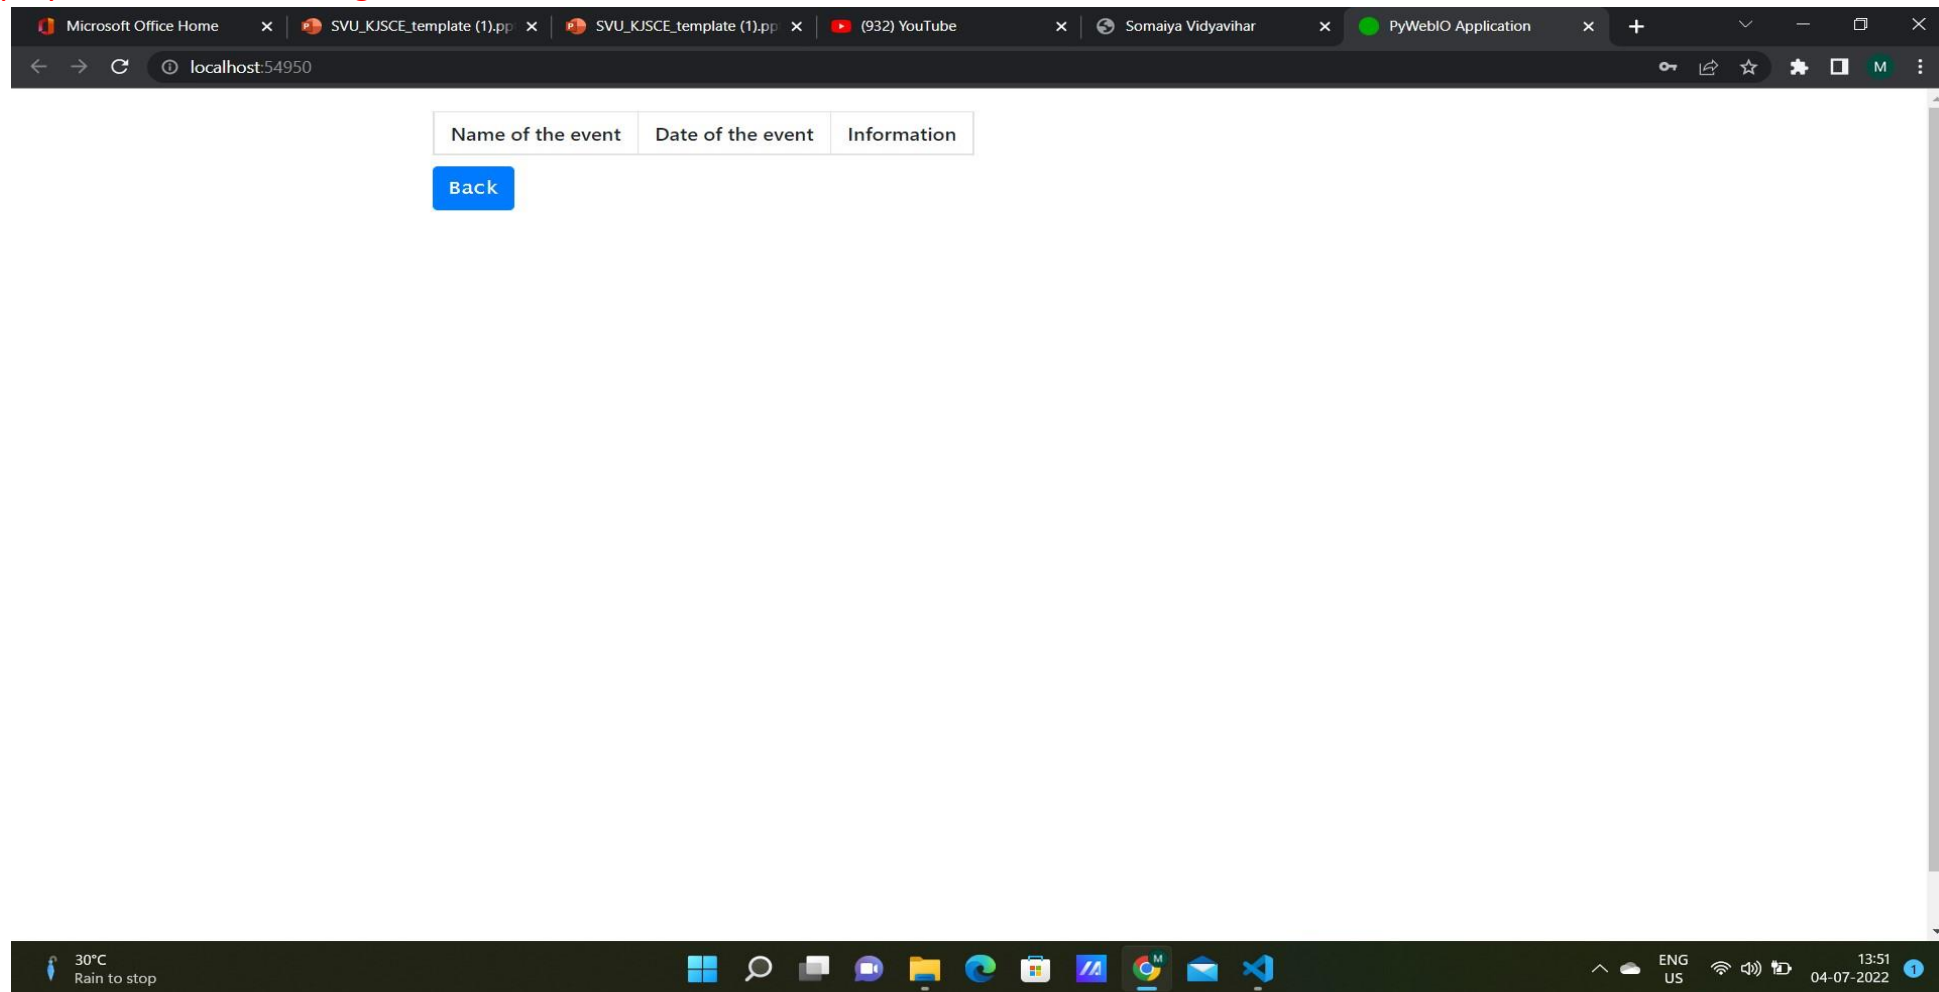 Microsoft Office Home
SVU_KJSCE_template (1).pp
SVU_KJSCE_template (1).pp
(932) YouTube
Somaiya Vidyavihar
PyWebIO Application
localhost:54950
M
Name of the event Date of the event Information
Back
30°C
Rain to stop
M
ENG
US
13:51
04-07-2022
1